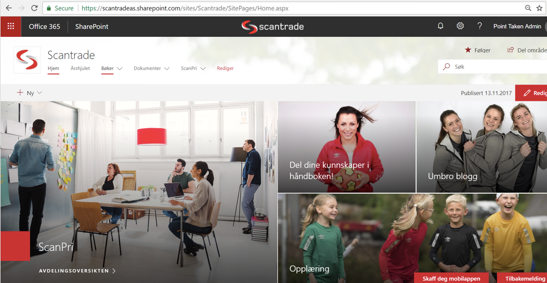 Secure https://scantradeas.sharepoint.com/sites/Scantrade/SitePages/Home.aspx
Office 365 SharePoint scantrade ? Point Taken Admin
Scantrade
Hjem Årshjulet Bøker Dokumenter ScanPri Rediger
Følger Del område
Søk
+ Ny
Publisert 13.11.2017 Redig
Del dine kunnskaper i
håndboken!
Umbro blogg
ScanPri
AVDELINGSOVERSIKTEN
Opplæring
Skaff deg mobilappen Tilbakemelding